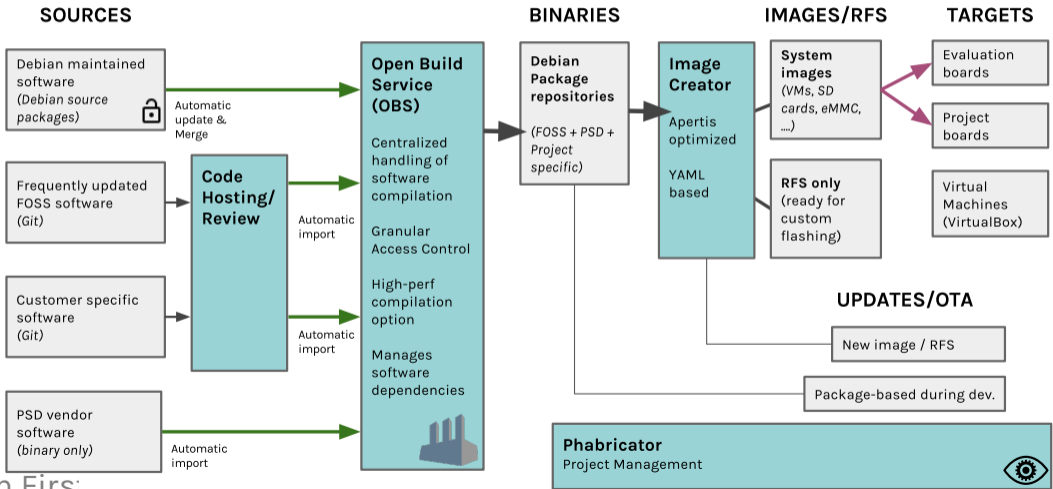 SOURCES
Debian maintained
software
(Debian source
packages)
Automatic
update &
Merge
Frequently updated
FOSS software
(Git)
Customer specific
software
(Git)
PSD vendor
software
(binary only)
Automatic
import
Code
Hosting/
Review
Automatic
import
Automatic
import
Open Build
Service
(OBS)
Centralized
handling of
software
compilation
Granular
Access Control
High-perf
compilation
option
Manages
software
dependencies
BINARIES
Debian
Package
repositories
(FOSS + PSD +
Project
specific)
Image
Creator
Apertis
optimized
YAML
based
IMAGES/RFS
System
images
(VMs, SD
cards, eMMC,
....)
RFS only
(ready for
custom
flashing)
TARGETS
Evaluation
boards
Project
boards
Virtual
Machines
(VirtualBox)
UPDATES/OTA
New image / RFS
Package-based during dev.
Phabricator
Project Management